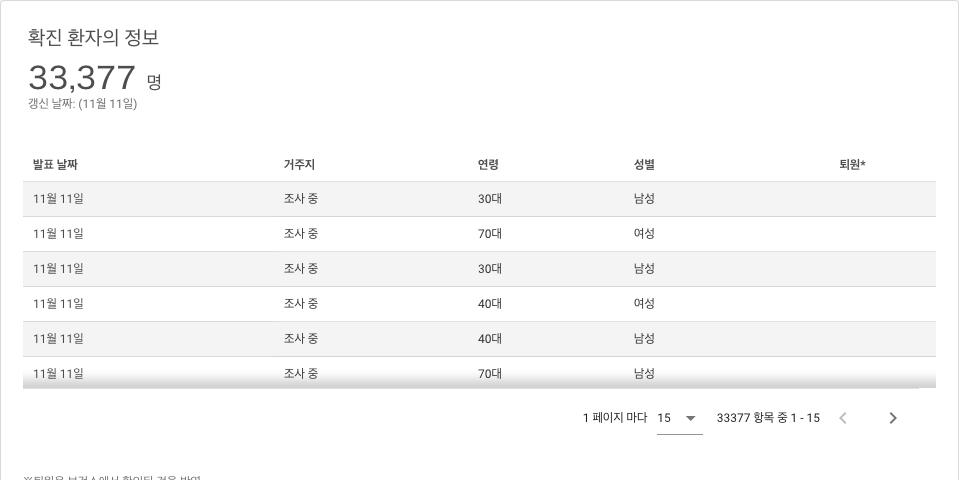 확진 환자의 정보
33,377 명
갱신 날짜: (11월 11일)
발표 날짜 거주지 연령 성별 퇴원*
11월 11일 조사 중 30대 남성
11월 11일 조사 중 70대 여성
11월 11일 조사 중 30대 남성
11월 11일 조사 중 40대 여성
11월 11일 조사 중 40대 남성
11월 11일 조사 중 70대 남성
1 페이지 마다 15 33377 항목 중 1 - 15